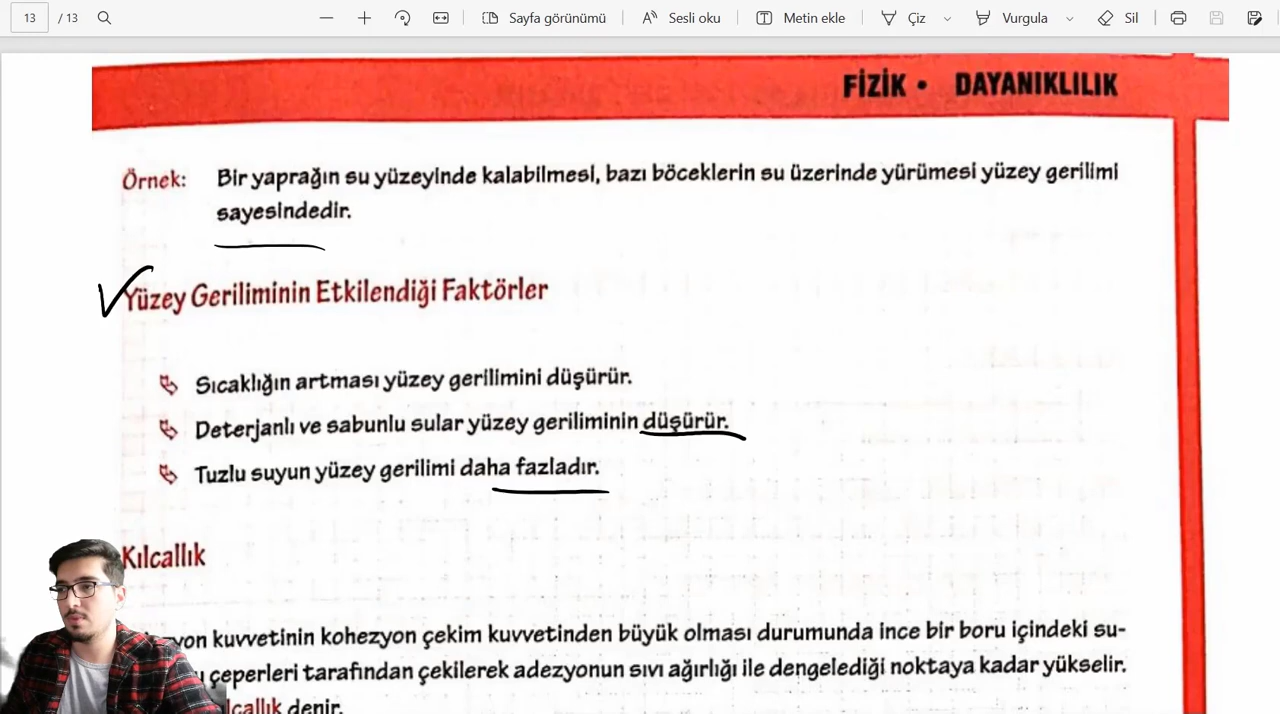 13 / 13 Sayfa görünümü Sesli oku Metin ekle Çiz Vurgula Sil
FİZİK • DAYANIKLILIK
Örnek: Bir yaprağın su yüzeyinde kalabilmesi, bazı böceklerin su üzerinde yürümesi yüzey gerilimi
sayesindedir.
Yüzey Geriliminin Etkilendiği Faktörler
Sıcaklığın artması yüzey gerilimini düşürür.
Deterjanlı ve sabunlu sular yüzey geriliminin düşürür.
Tuzlu suyun yüzey gerilimi daha fazladır.
Kılcallık
kuvvetinin kohezyon çekim kuvvetinden büyük olması durumunda ince bir boru içindeki su-
çeperleri tarafından çekilerek adezyonun sıvı ağırlığı ile dengelediği noktaya kadar yükselir.
denir.